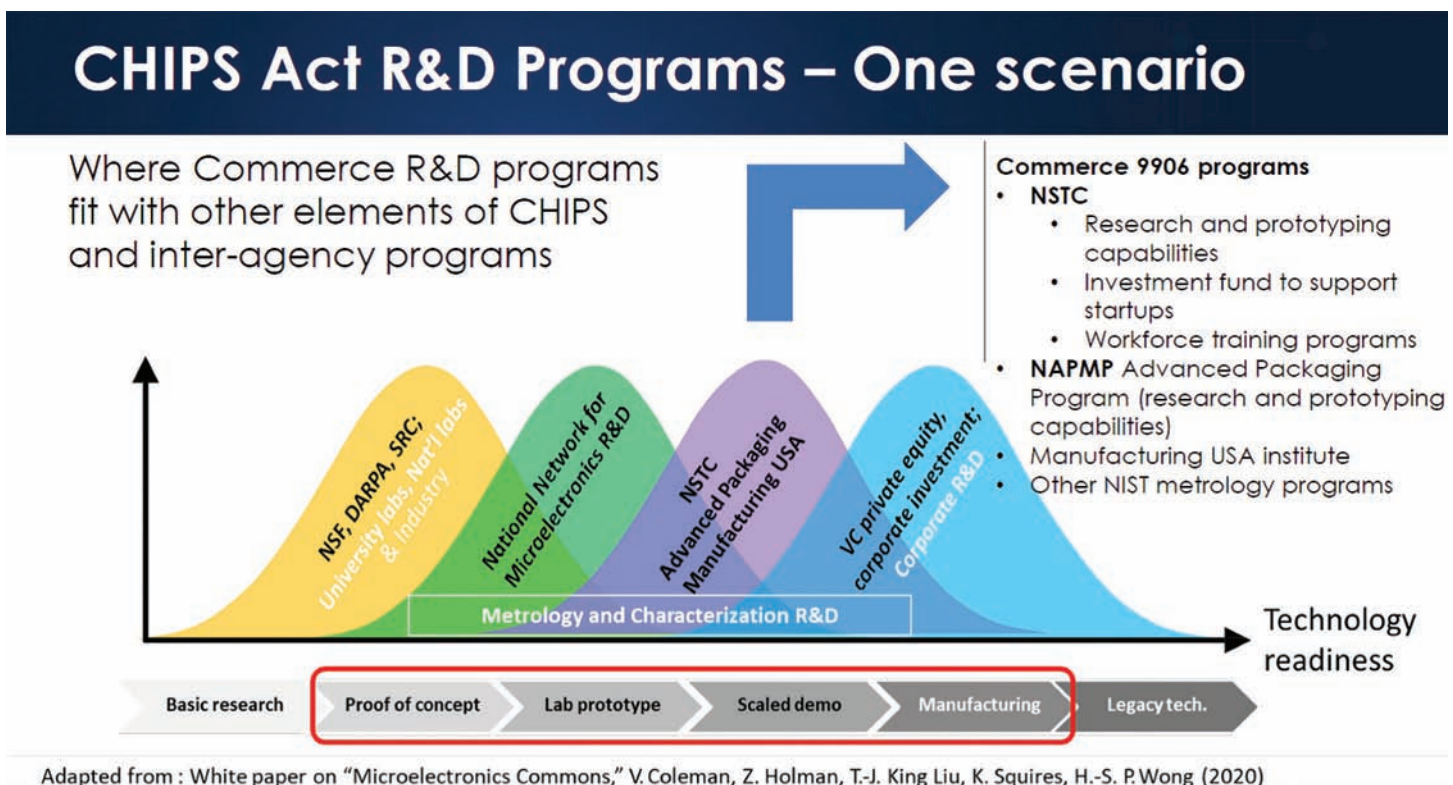 CHIPS Act R&D Programs – One scenario
Where Commerce R&D programs
fit with other elements of CHIPS
and inter-agency programs
Commerce 9906 programs
• NSTC
• Research and prototyping
capabilities
• Investment fund to support
startups
• Workforce training programs
• NAPMP Advanced Packaging
Program (research and prototyping
capabilities)
• Manufacturing USA institute
• Other NIST metrology programs
NSF, DARPA, SRC;
University labs, Nat'l labs
& Industry
National Network for
Microelectronics R&D
NSTC
Advanced Packaging
Manufacturing USA
VC private equity,
corporate investment;
Corporate R&D
Metrology and Characterization R&D
Technology
readiness
Basic research
Proof of concept
Lab prototype
Scaled demo
Manufacturing
Legacy tech.
Adapted from : White paper on “Microelectronics Commons,” V. Coleman, Z. Holman, T.-J. King Liu, K. Squires, H.-S. P. Wong (2020)